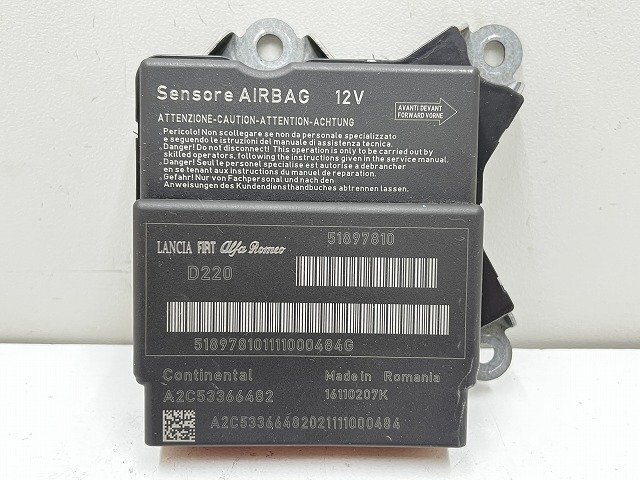 Sensore AIRBAG 12V
AVANTI DEVANT
FORWARD VORNE
ATTENZIONE-CAUTION-ATTENTION-ACHTUNG
Pericolo! Non scollegare se non da personale specializzato
e seguendo le istruzioni del manuale di assistenza tecnica.
Danger! Do not disconnect! This operation is only to be carried out by
skilled operators, following the instructions given in the service manual.
Danger! Seul le personel specialise est autorise a debrancher
en se tenant aux instructions du manuel de reparation.
Gefahr! Nur von Fachpersonal und nach den
Anweisungen des Kundendiensthandbuches abtrennen lassen.
LANCIA FIAT Alfa Romeo
51897810
D220
51897810111000484G
Continental
Made in Romania
A2C53366482
16110207K
A2C53366482021111000484